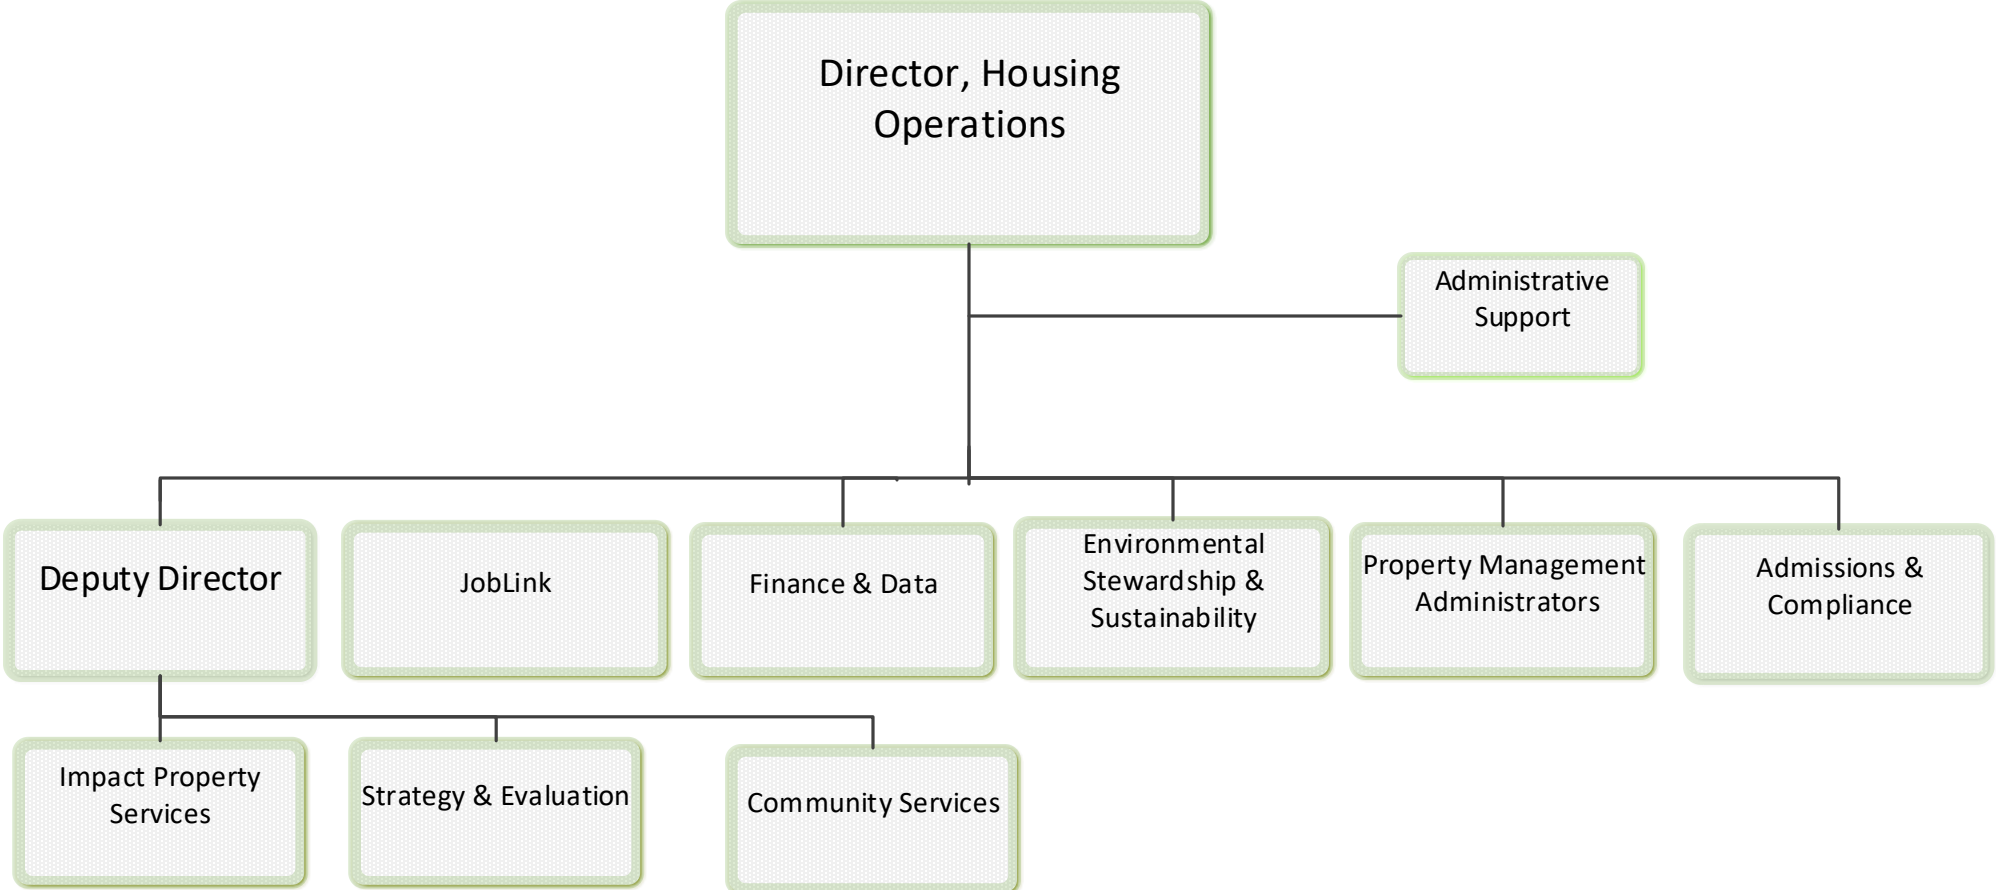 Director, Housing
Operations
Administrative
Support
Deputy Director
JobLink
Finance & Data
Environmental
Stewardship &
Sustainability
Property Management
Administrators
Admissions &
Compliance
Impact Property
Services
Strategy & Evaluation
Community Services